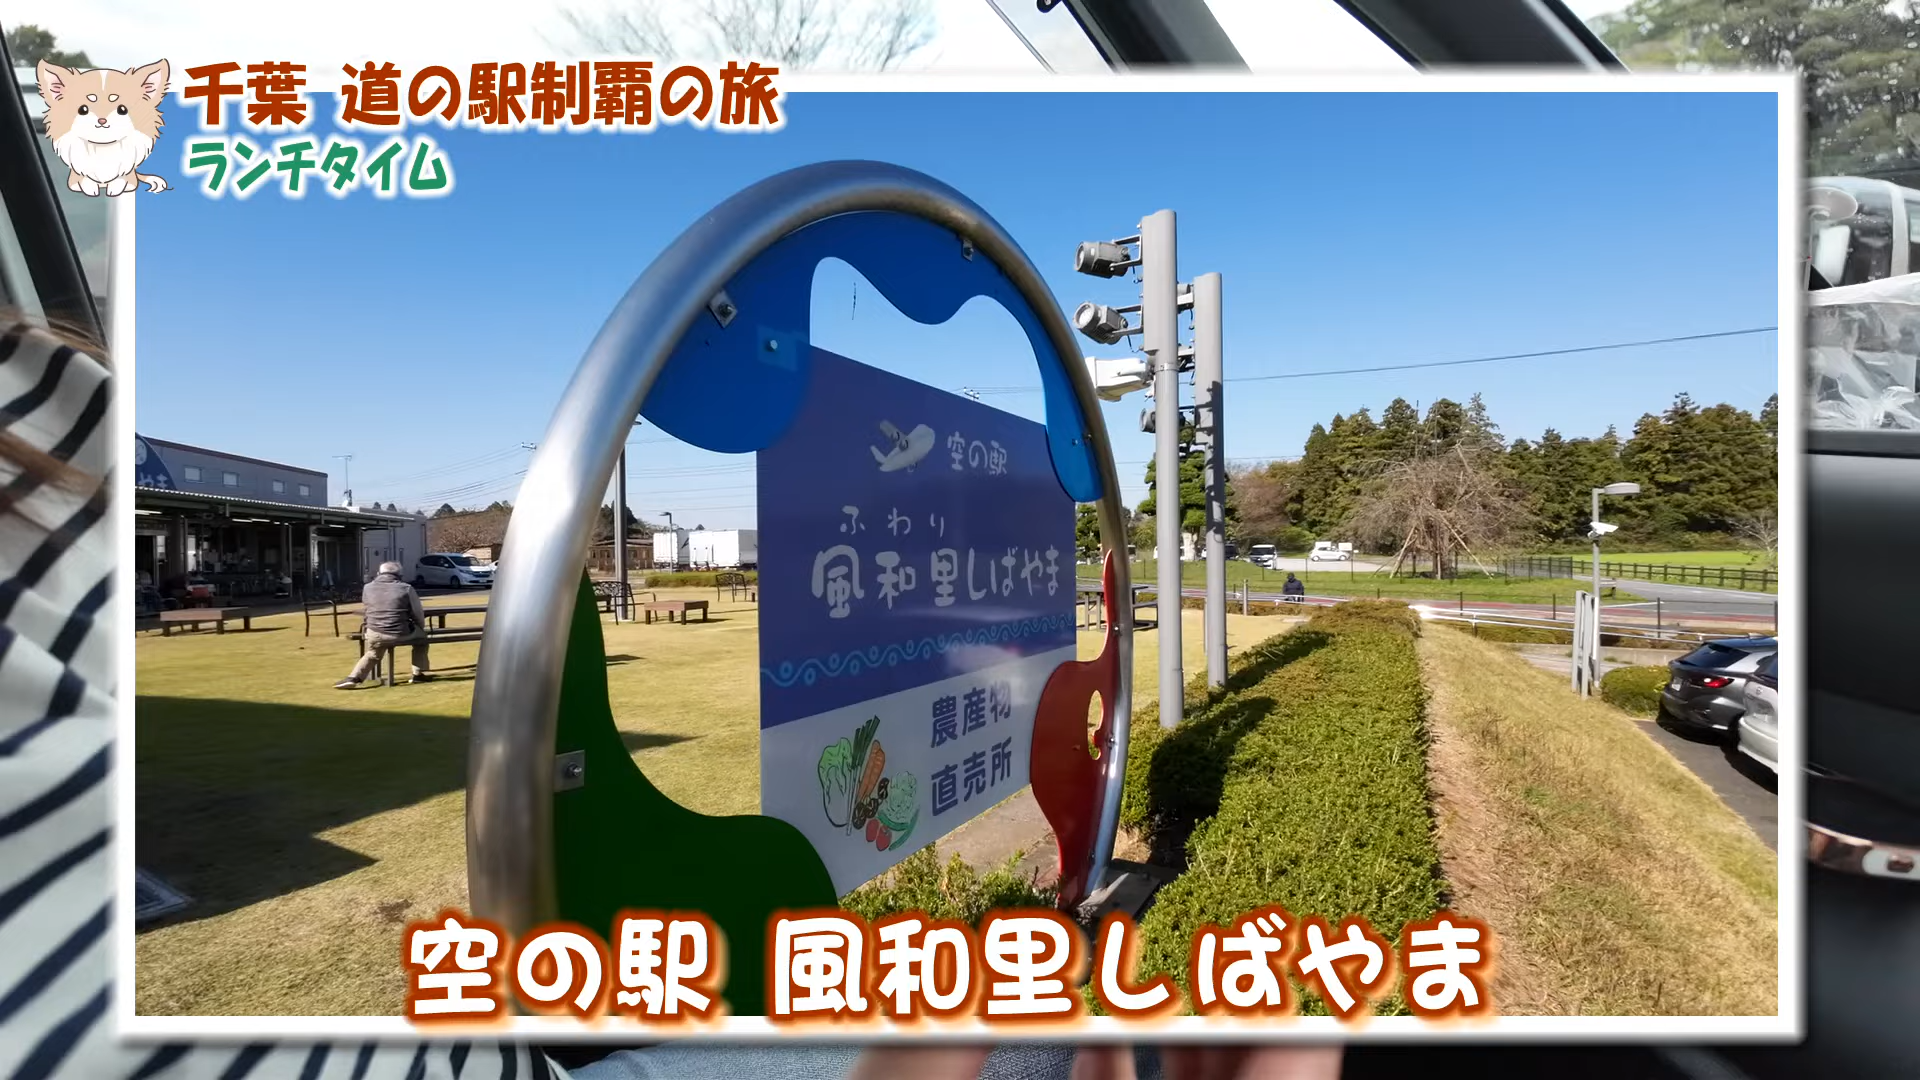 千葉 道の駅制覇の旅
ランチタイム
やま
空の駅
ふわり
風和里しばやま
農産物
直売所
空の駅 風和里しばやま